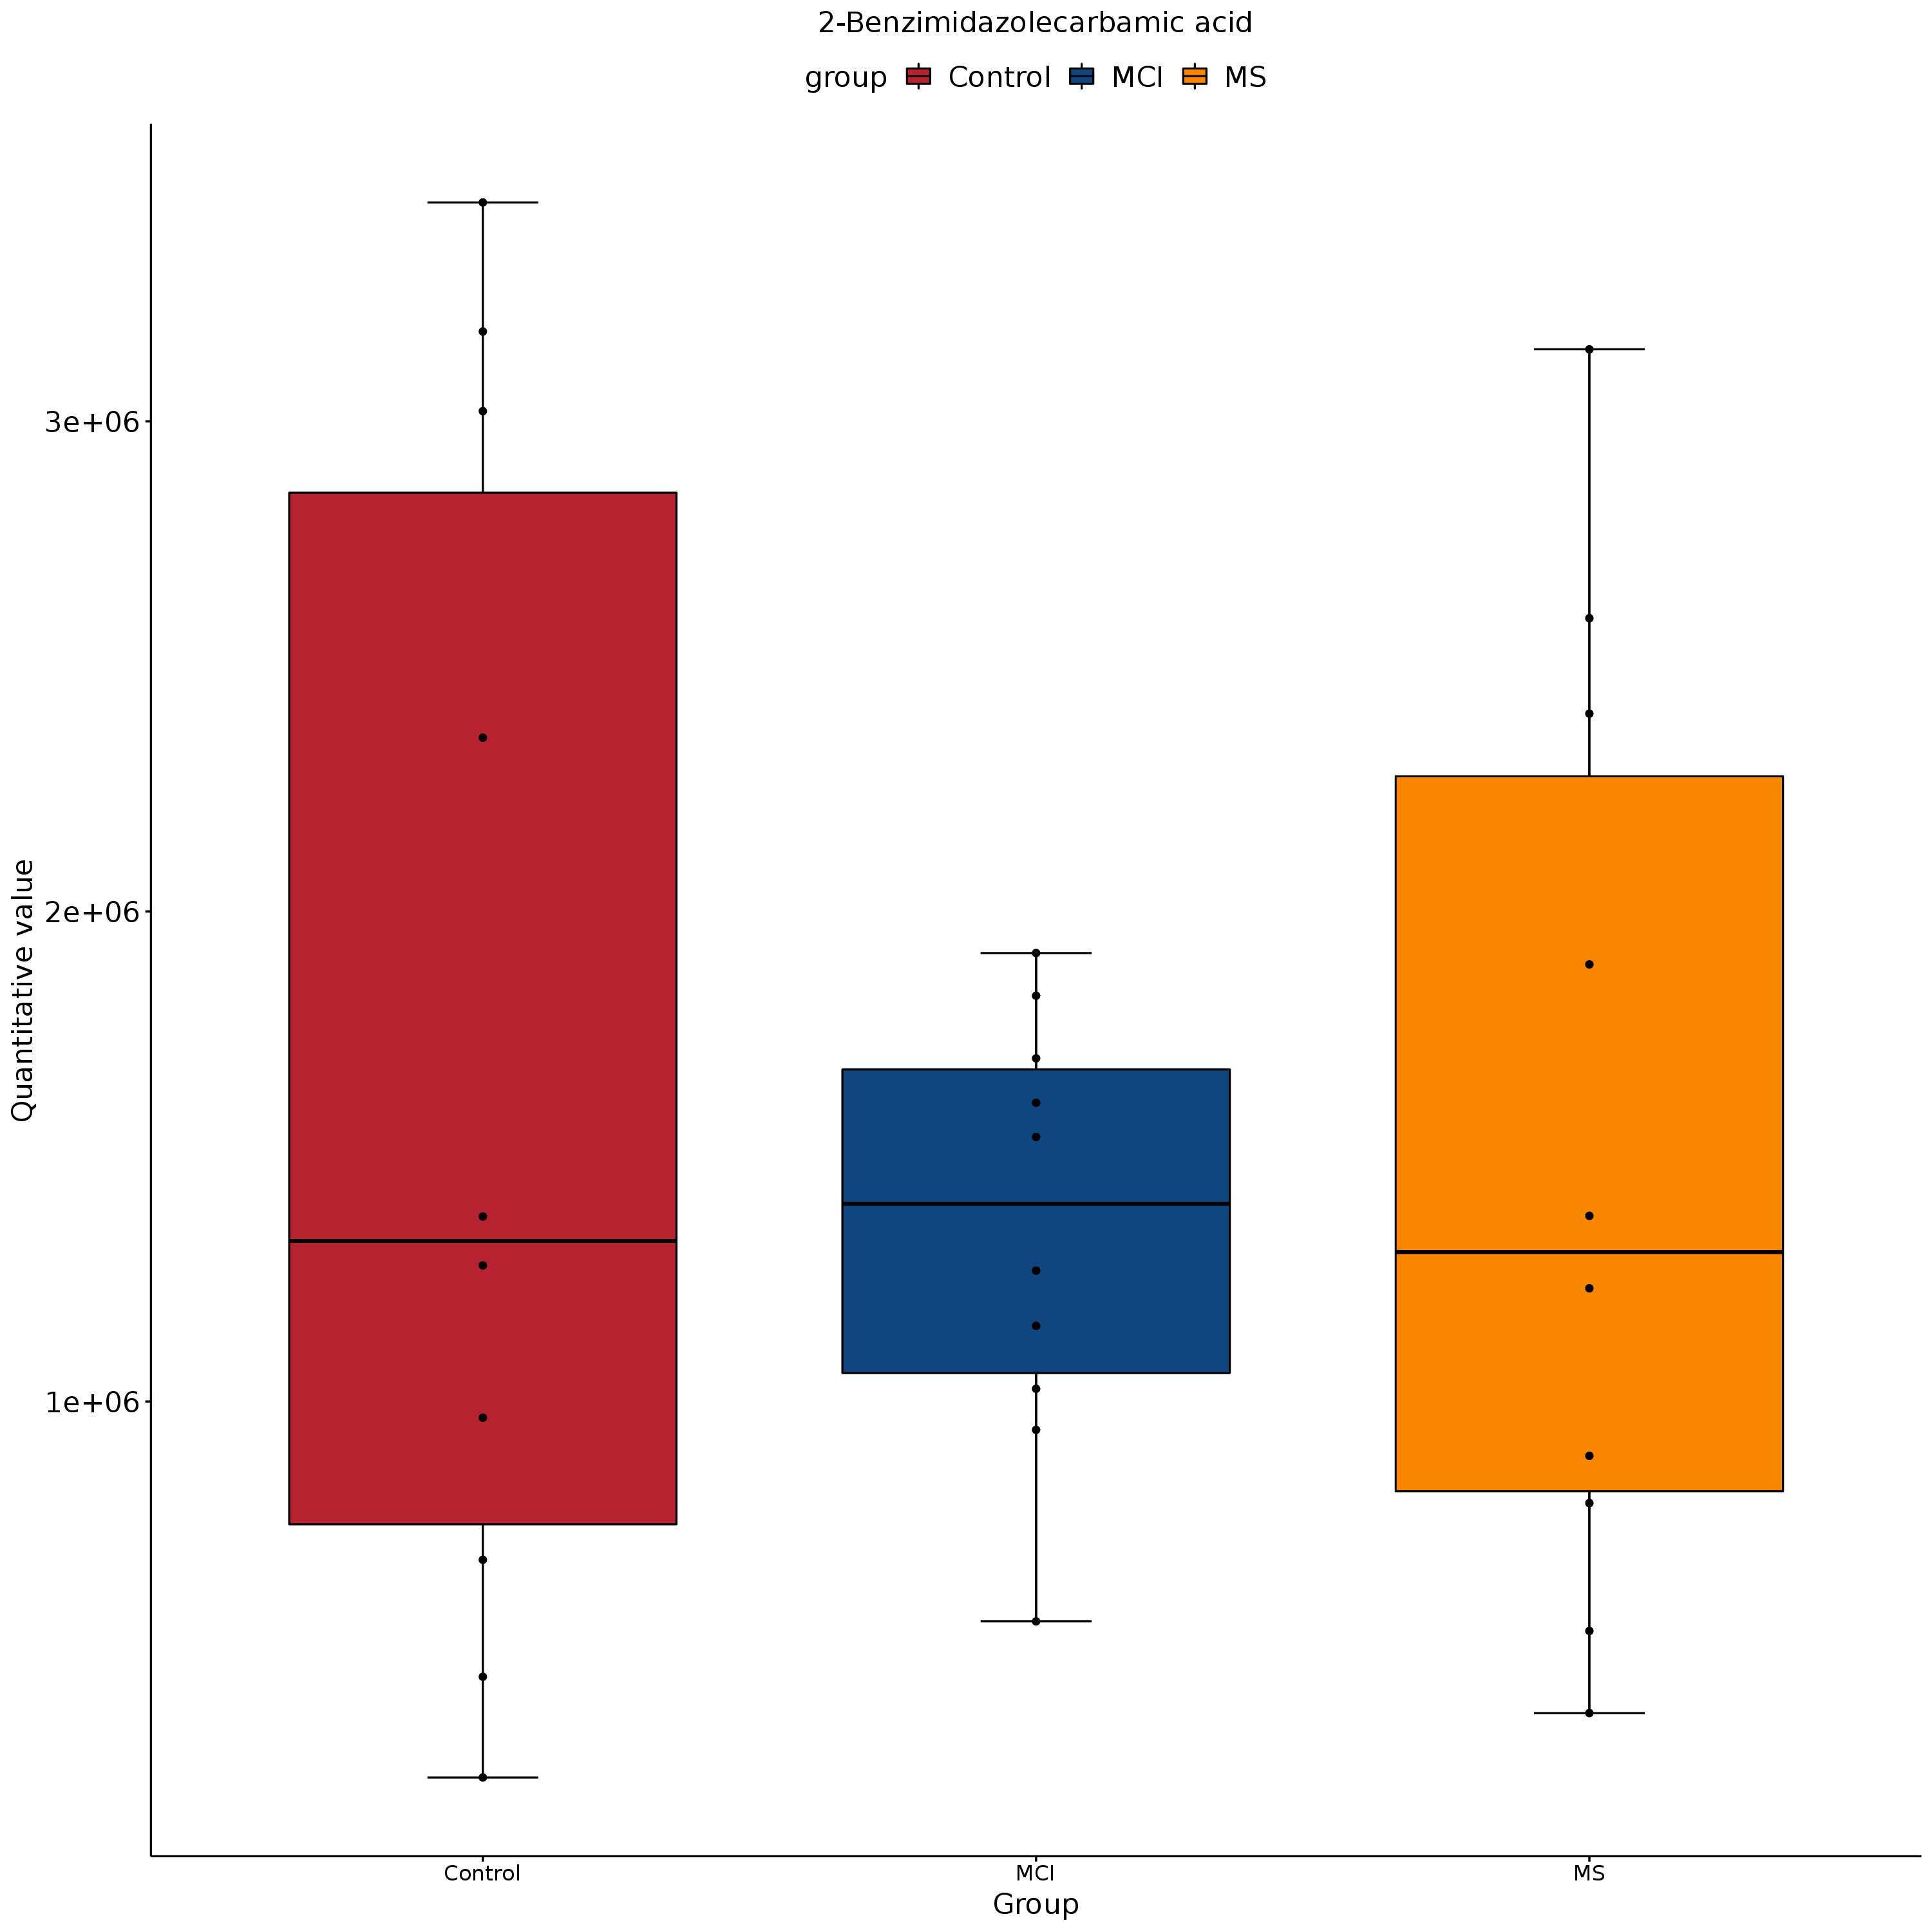 2-Benzimidazolecarbamic acid
group Control MCI MS
3e+06
2e+06
1e+06
Quantitative value
Control MCI MS
Group